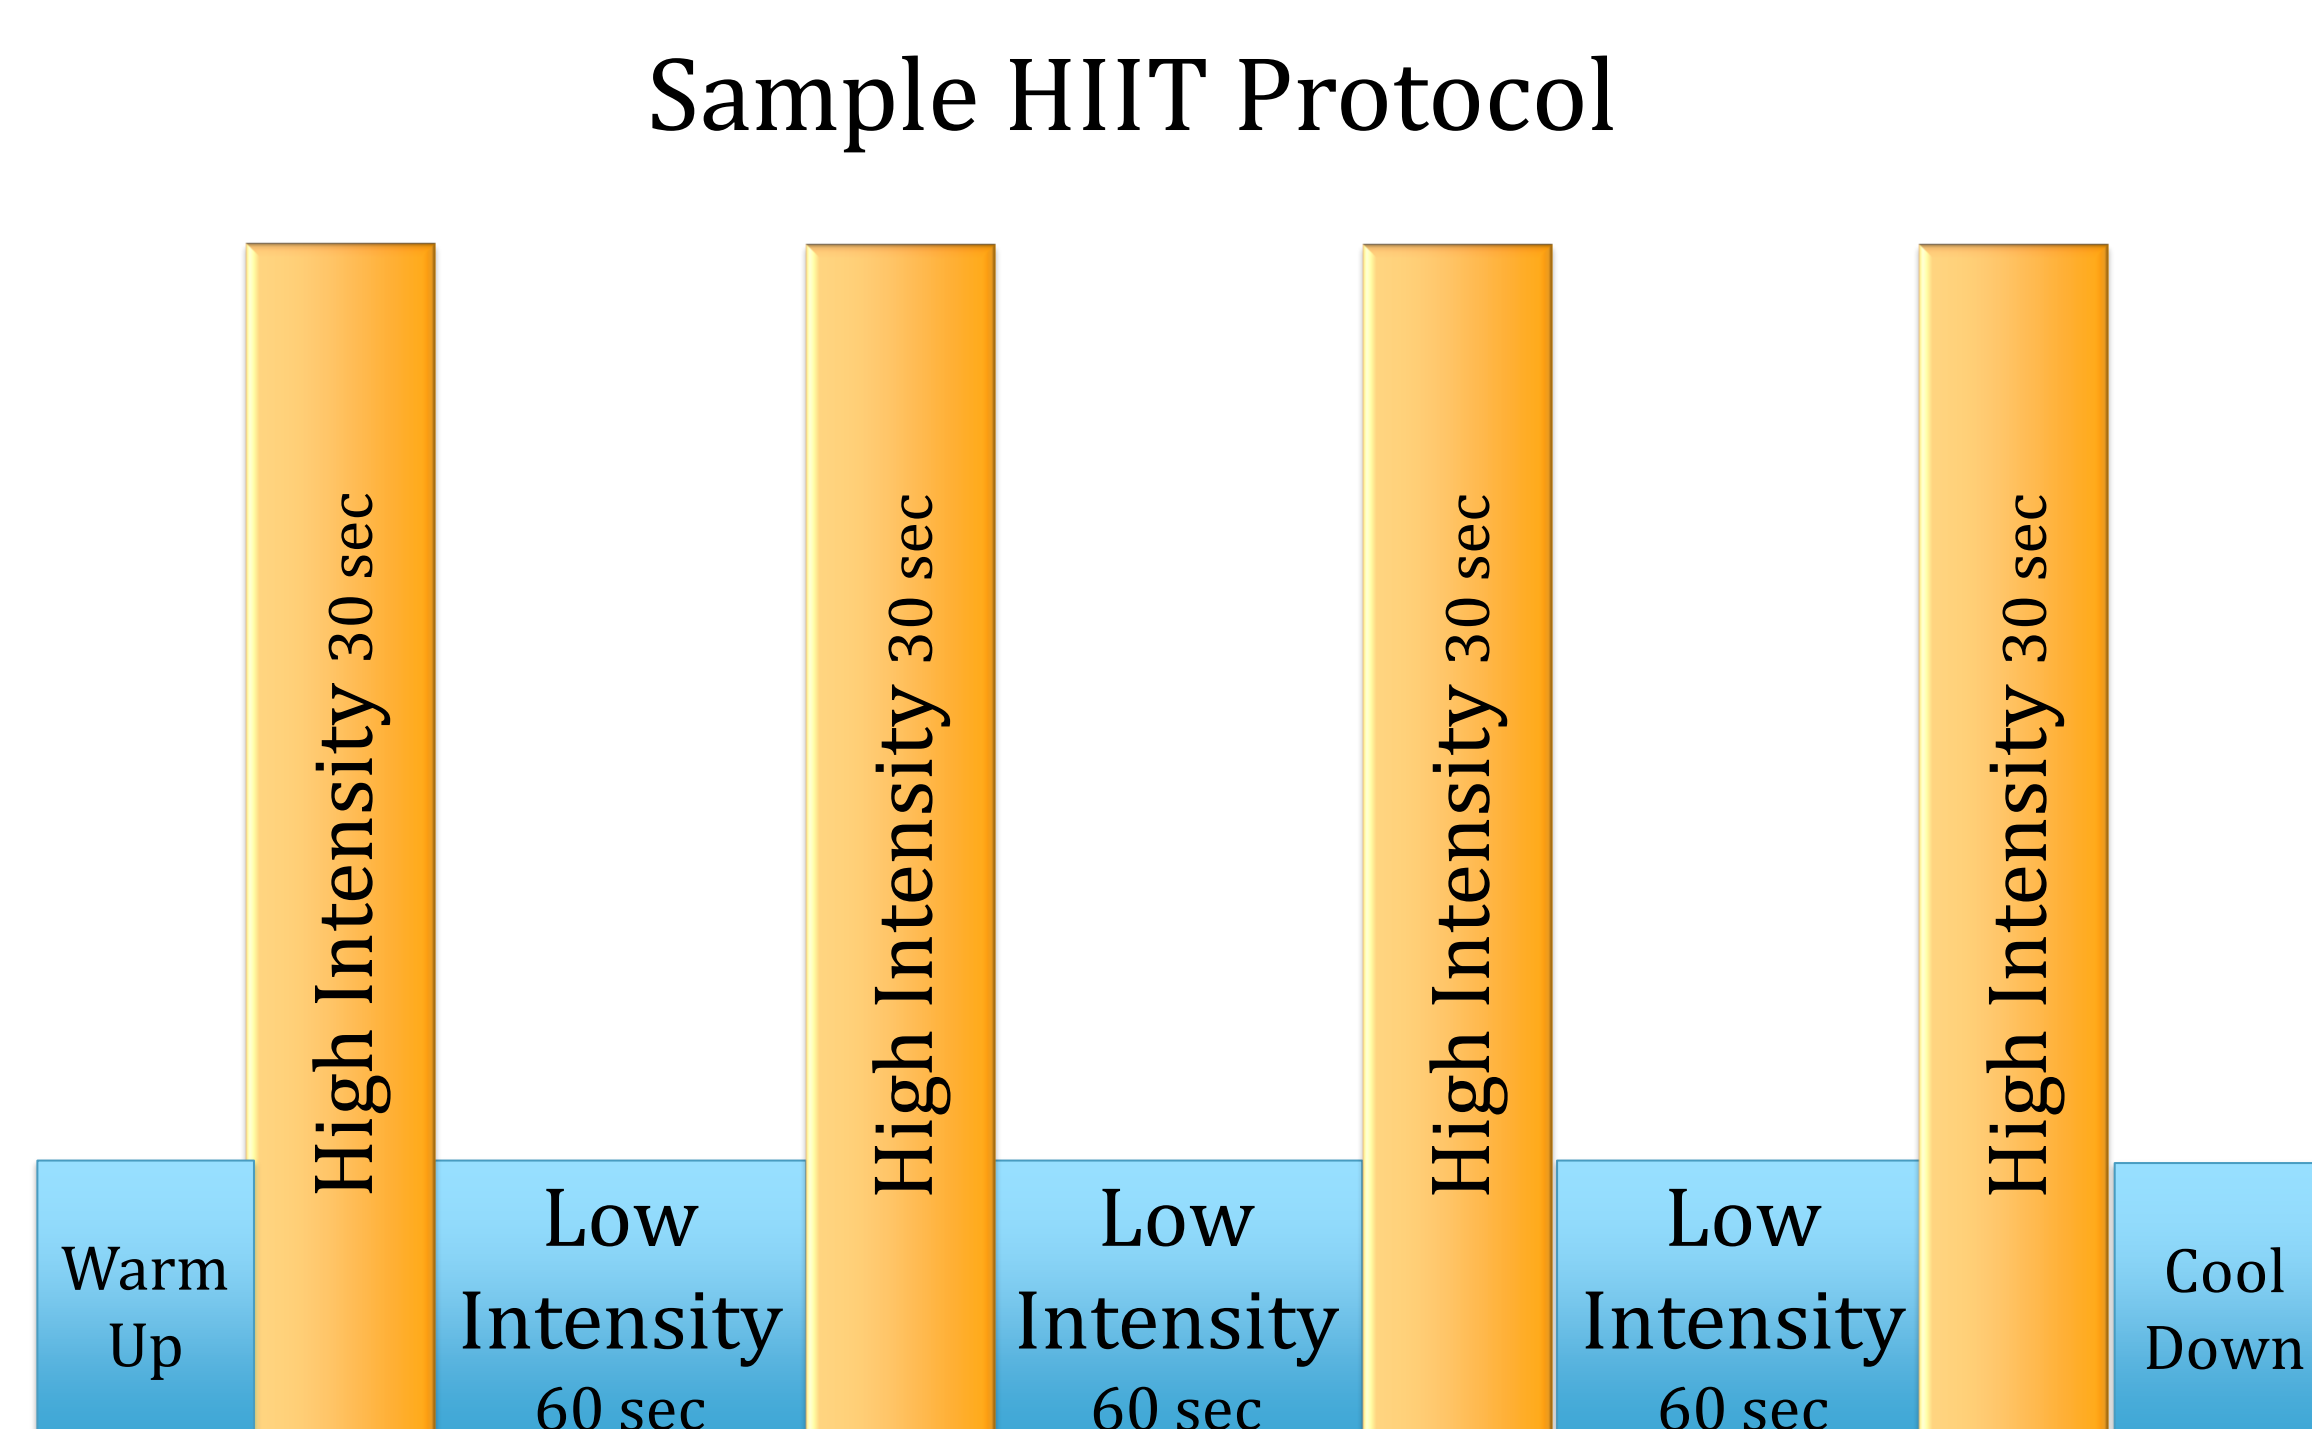 Sample HIIT Protocol
Warm
Up
High Intensity 30 sec
Low
Intensity
60 sec
High Intensity 30 sec
Low
Intensity
60 sec
High Intensity 30 sec
Low
Intensity
60 sec
High Intensity 30 sec
Cool
Down